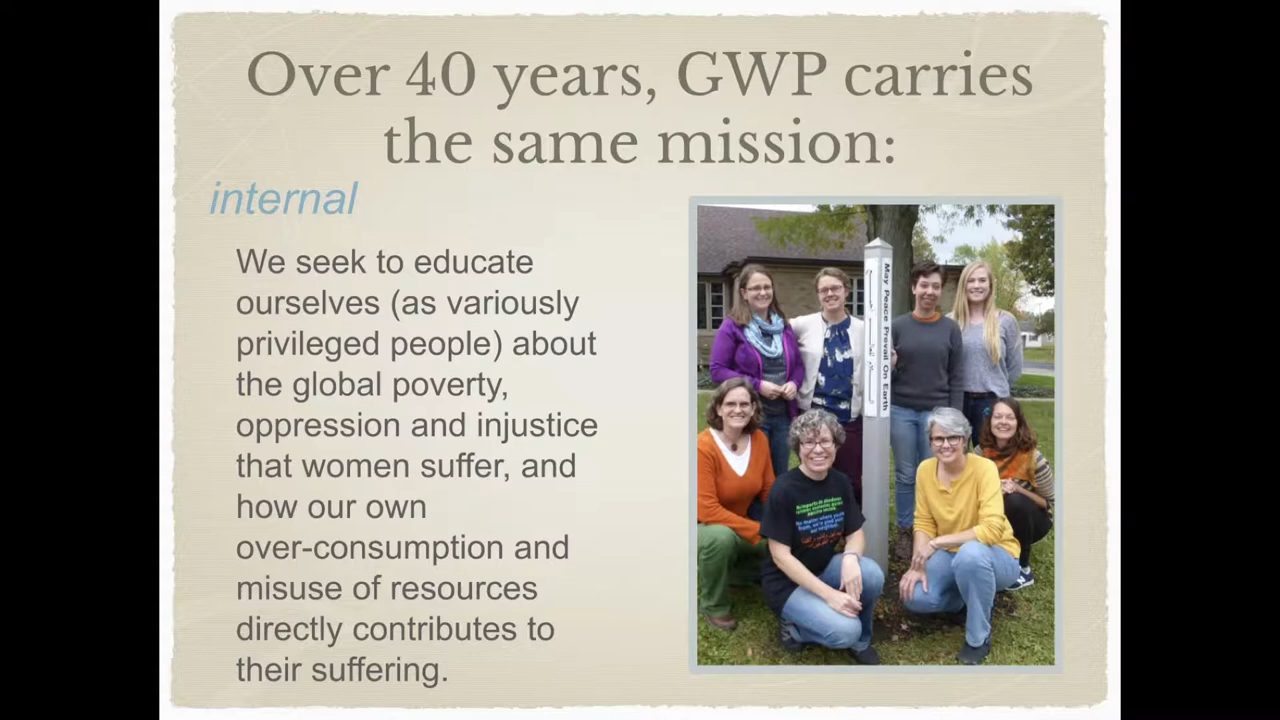 Over 40 years, GWP carries
the same mission:
internal
We seek to educate
ourselves (as variously
privileged people) about
the global poverty,
oppression and injustice
that women suffer, and
how our own
over-consumption and
misuse of resources
directly contributes to
their suffering.
May Peace Prevail On Earth